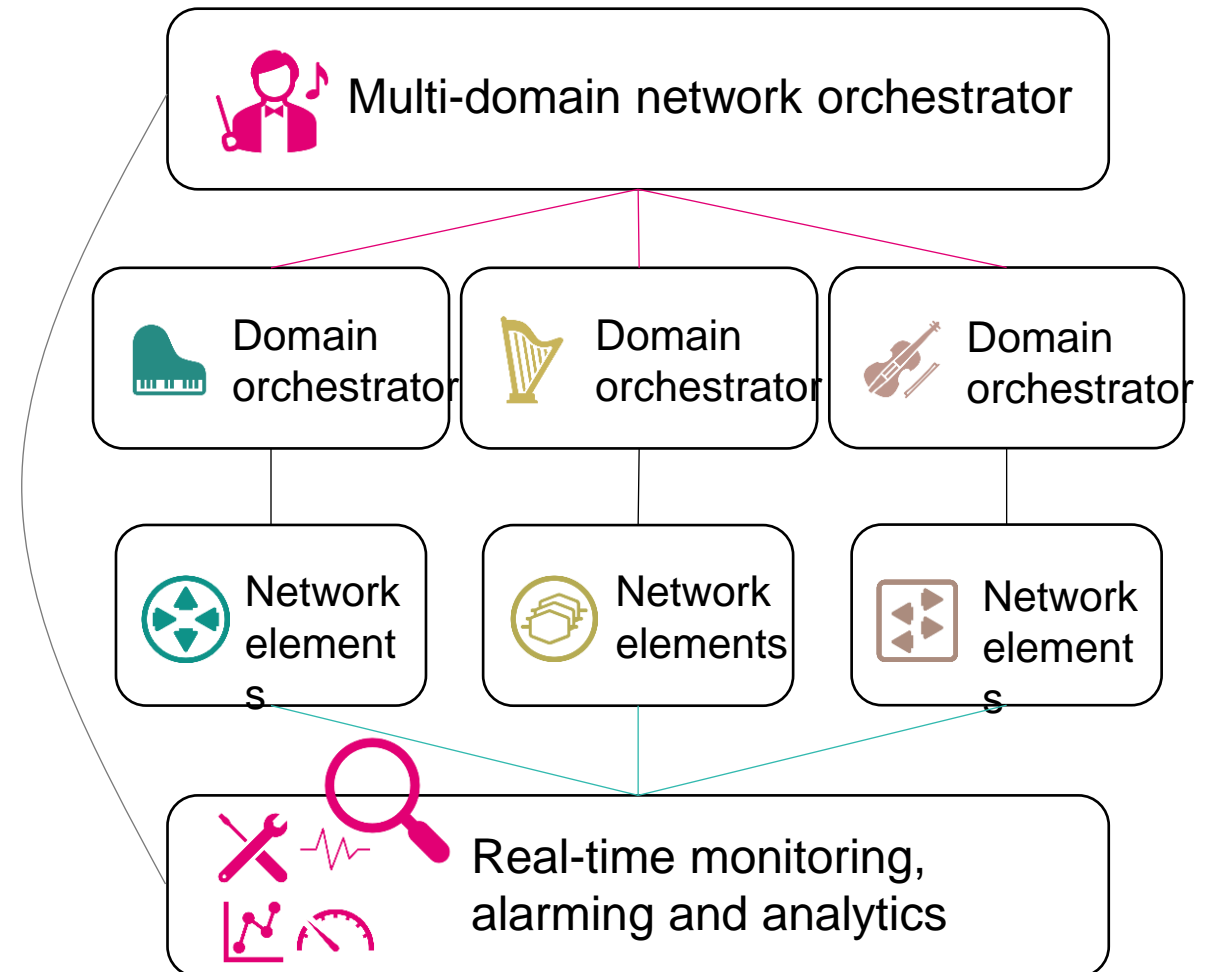 Multi-domain network orchestrator
Domain
orchestrator
Domain
orchestrator
Domain
orchestrator
Network
element
s
Network
elements
Network
element
s
Real-time monitoring,
alarming and analytics